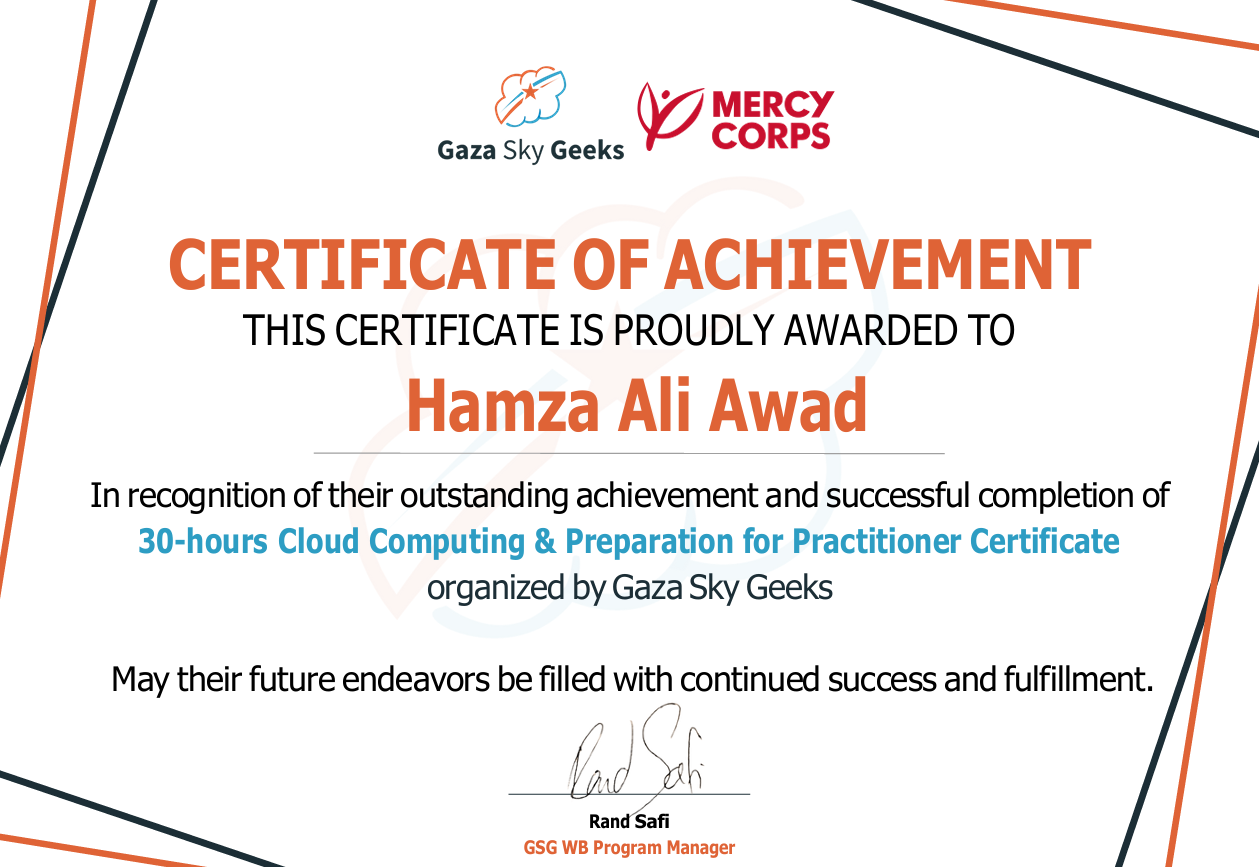 Gaza Sky Geeks
MERCY
CORPS
CERTIFICATE OF ACHIEVEMENT
THIS CERTIFICATE IS PROUDLY AWARDED TO
Hamza Ali Awad
In recognition of their outstanding achievement and successful completion of
30-hours Cloud Computing & Preparation for Practitioner Certificate
organized by Gaza Sky Geeks
May their future endeavors be filled with continued success and fulfillment.
Rand Safi
Rand Safi
GSG WB Program Manager